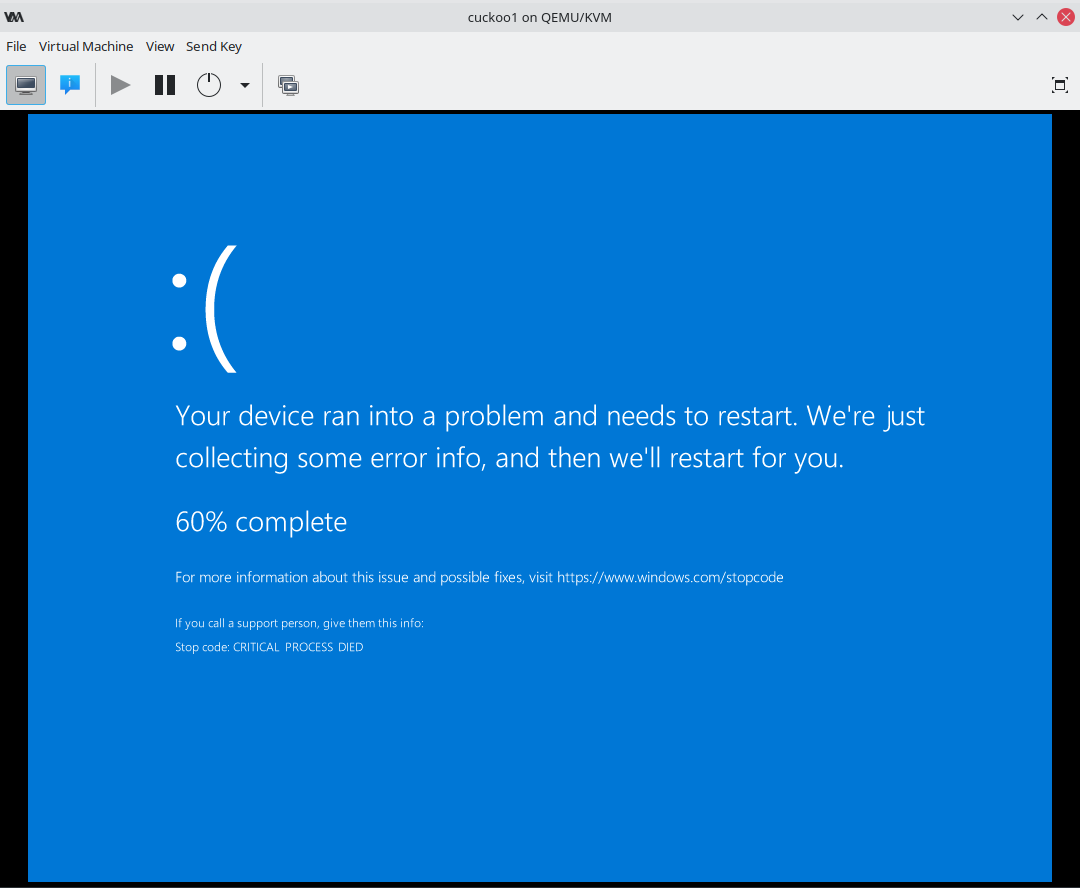 cuckoo1 on QEMU/KVM
File Virtual Machine View Send Key
:(
Your device ran into a problem and needs to restart. We're just
collecting some error info, and then we'll restart for you.
60% complete
For more information about this issue and possible fixes, visit https://www.windows.com/stopcode
If you call a support person, give them this info:
Stop code: CRITICAL_PROCESS_DIED